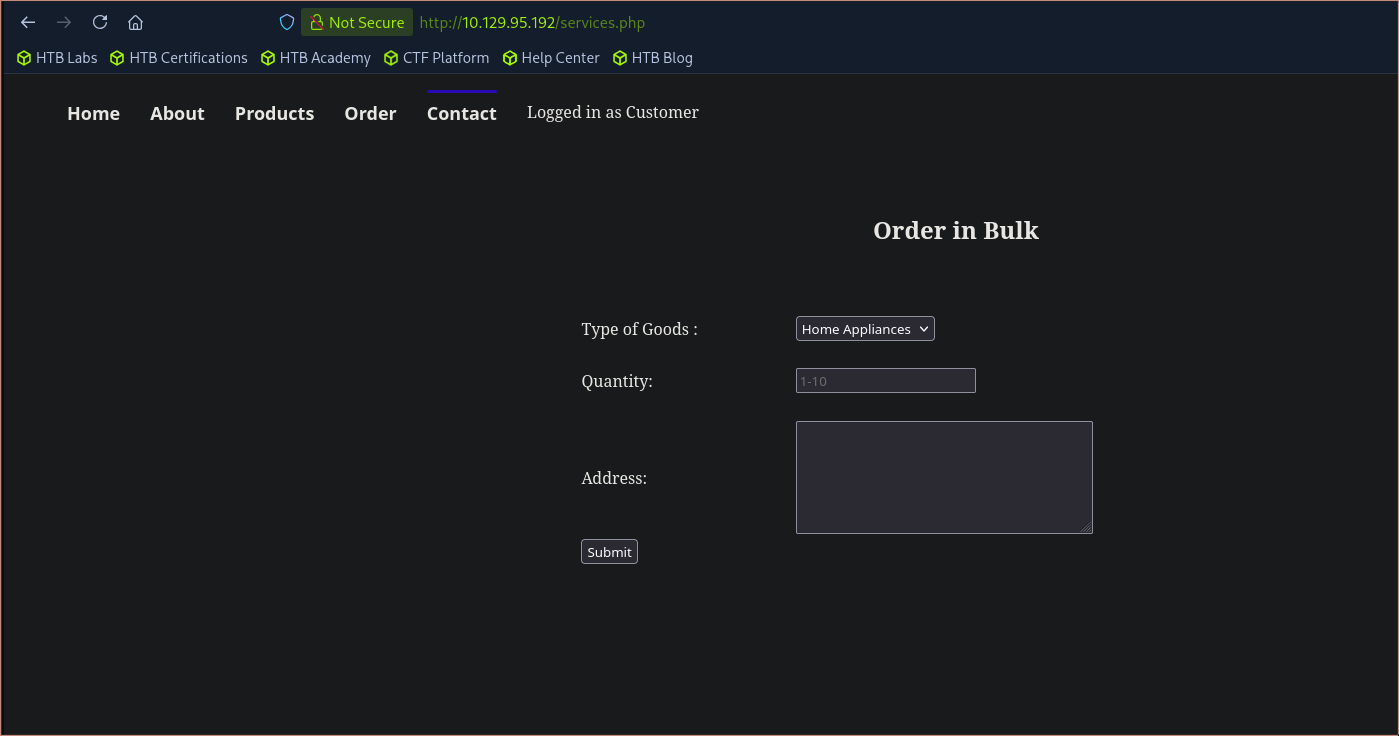 Not Secure http://10.129.95.192/services.php
HTB Labs HTB Certifications HTB Academy CTF Platform Help Center HTB Blog
Home About Products Order Contact Logged in as Customer
Order in Bulk
Type of Goods : Home Appliances
Quantity: 1-10
Address:
Submit